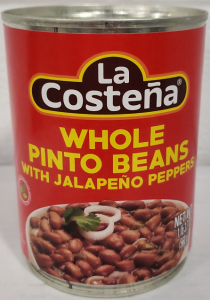 La
Costeña®
WHOLE
PINTO BEANS
WITH JALAPEÑO PEPPERS